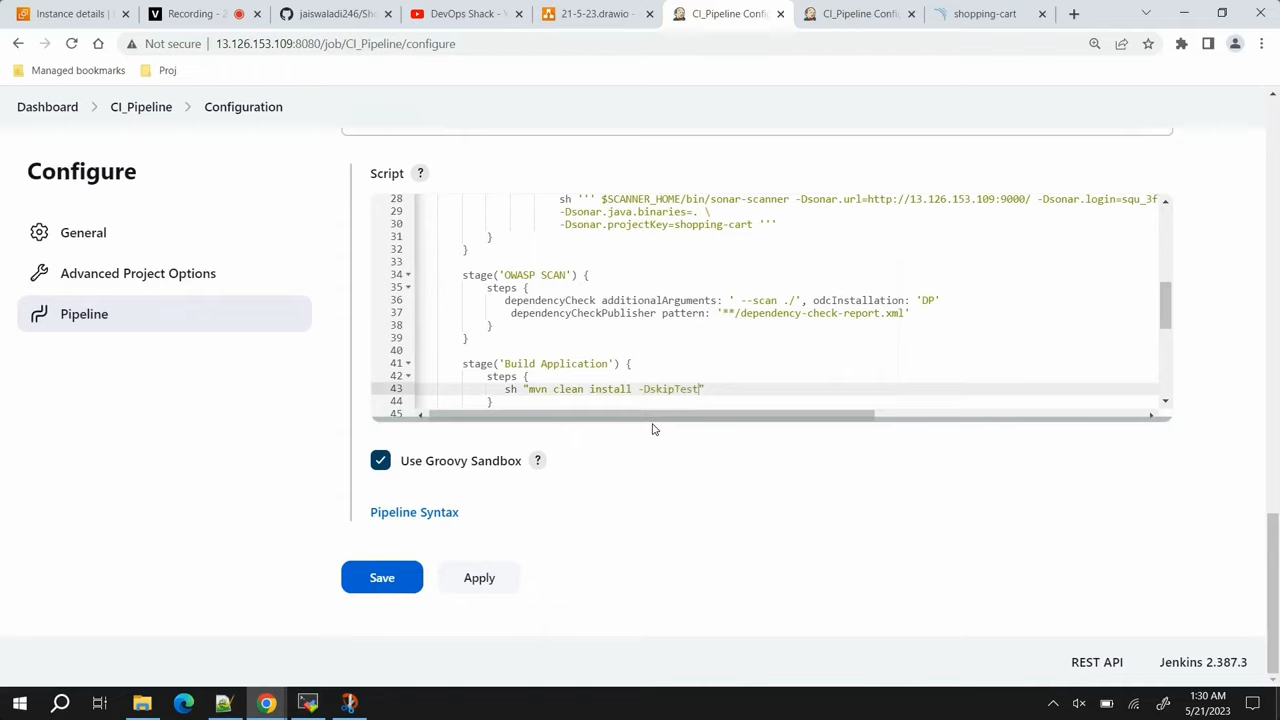 Instance details | E
Recording - 2
jaiswaladi246/Sho
DevOps Shack - Y
21-5-23.drawio
CI_Pipeline Config
CI_Pipeline Confi
shopping-cart
Not secure
13.126.153.109:8080/job/CI_Pipeline/configure
Managed bookmarks
Proj
Dashboard
CI_Pipeline
Configuration
Configure
General
Advanced Project Options
Pipeline
Script ?
28 sh ''' $SCANNER_HOME/bin/sonar-scanner -Dsonar.url=http://13.126.153.109:9000/ -Dsonar.login=squ_3f
29 -Dsonar.java.binaries=. \
30 -Dsonar.projectKey=shopping-cart '''
31 }
32 }
33
34 stage('OWASP SCAN') {
35 steps {
36 dependencyCheck additionalArguments: ' --scan ./', odcInstallation: 'DP'
37 dependencyCheckPublisher pattern: '**/dependency-check-report.xml'
38 }
39 }
40
41 stage('Build Application') {
42 steps {
43 sh "mvn clean install -DskipTest"
44 }
45
Use Groovy Sandbox ?
Pipeline Syntax
Save
Apply
REST API
Jenkins 2.387.3
1:30 AM
5/21/2023